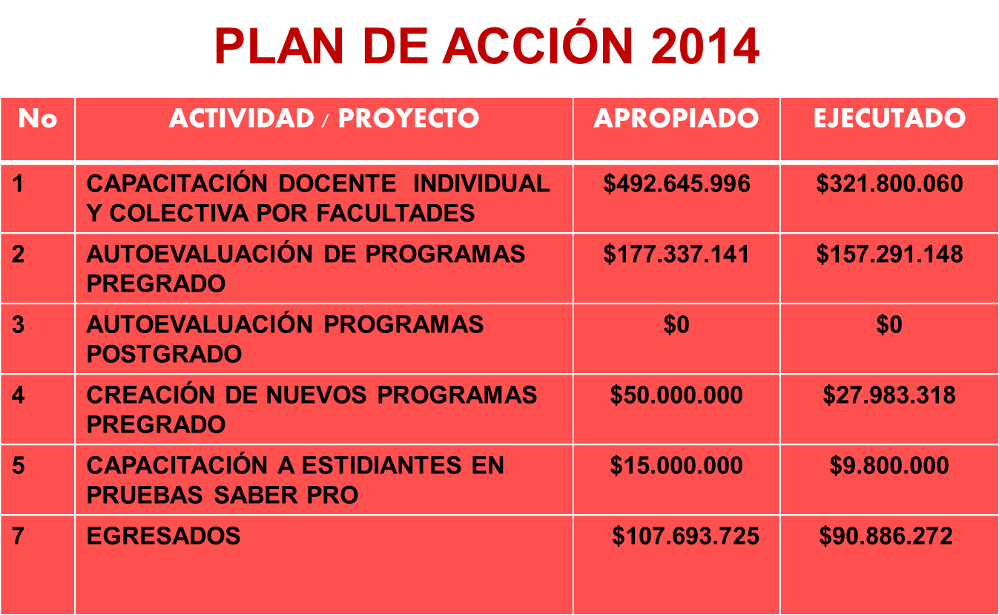 PLAN DE ACCIÓN 2014
No ACTIVIDAD / PROYECTO APROPIADO EJECUTADO
1 CAPACITACIÓN DOCENTE INDIVIDUAL $492.645.996 $321.800.060
Y COLECTIVA POR FACULTADES
2 AUTOEVALUACIÓN DE PROGRAMAS $177.337.141 $157.291.148
PREGRADO
3 AUTOEVALUACIÓN PROGRAMAS $0 $0
POSTGRADO
4 CREACIÓN DE NUEVOS PROGRAMAS $50.000.000 $27.983.318
PREGRADO
5 CAPACITACIÓN A ESTIDIANTES EN $15.000.000 $9.800.000
PRUEBAS SABER PRO
7 EGRESADOS $107.693.725 $90.886.272